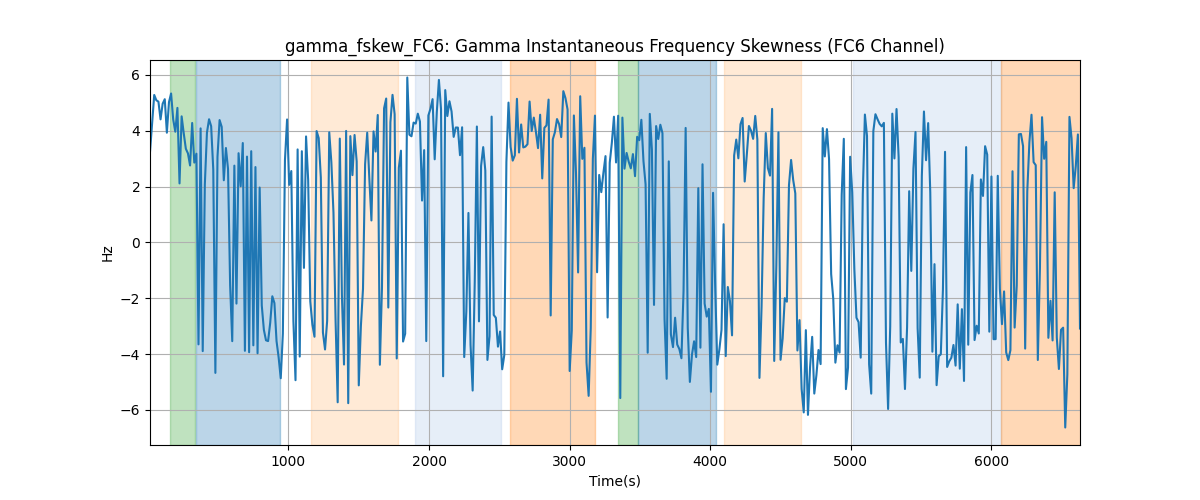 gamma_fskew_FC6: Gamma Instantaneous Frequency Skewness (FC6 Channel)
6
4
2
0
−2
−4
−6
Hz
1000 2000 3000 4000 5000 6000
Time(s)